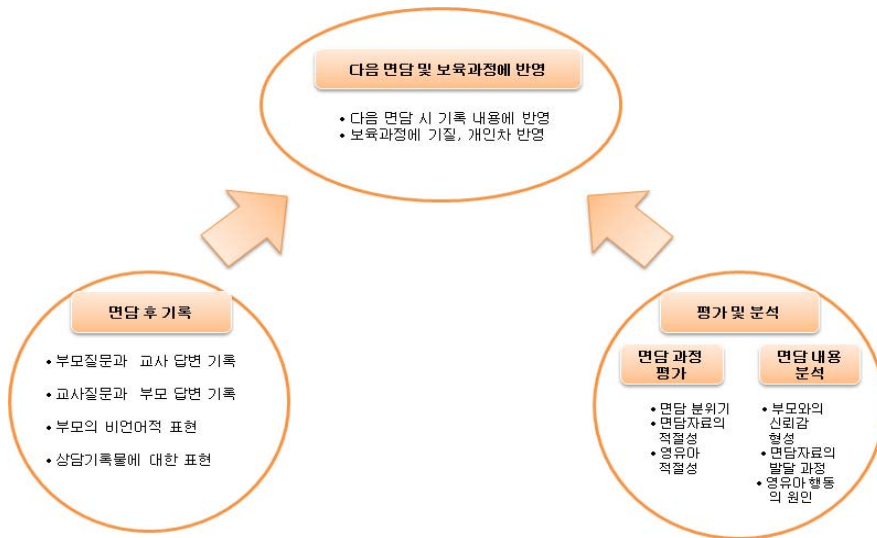 다음 면담 및 보육과정에 반영
• 다음 면담 시 기록 내용에 반영
• 보육과정에 기질, 개인차 반영
면담 후 기록
• 부모질문과 교사 답변 기록
• 교사질문과 부모 답변 기록
• 부모의 비언어적 표현
• 상담기록물에 대한 표현
평가 및 분석
면담 과정
평가
• 면담 분위기
• 면담자료의
적절성
• 영유아
적절성
면담 내용
분석
• 부모와의
신뢰감
형성
• 면담자료의
발달 과정
• 영유아 행동
의 원인